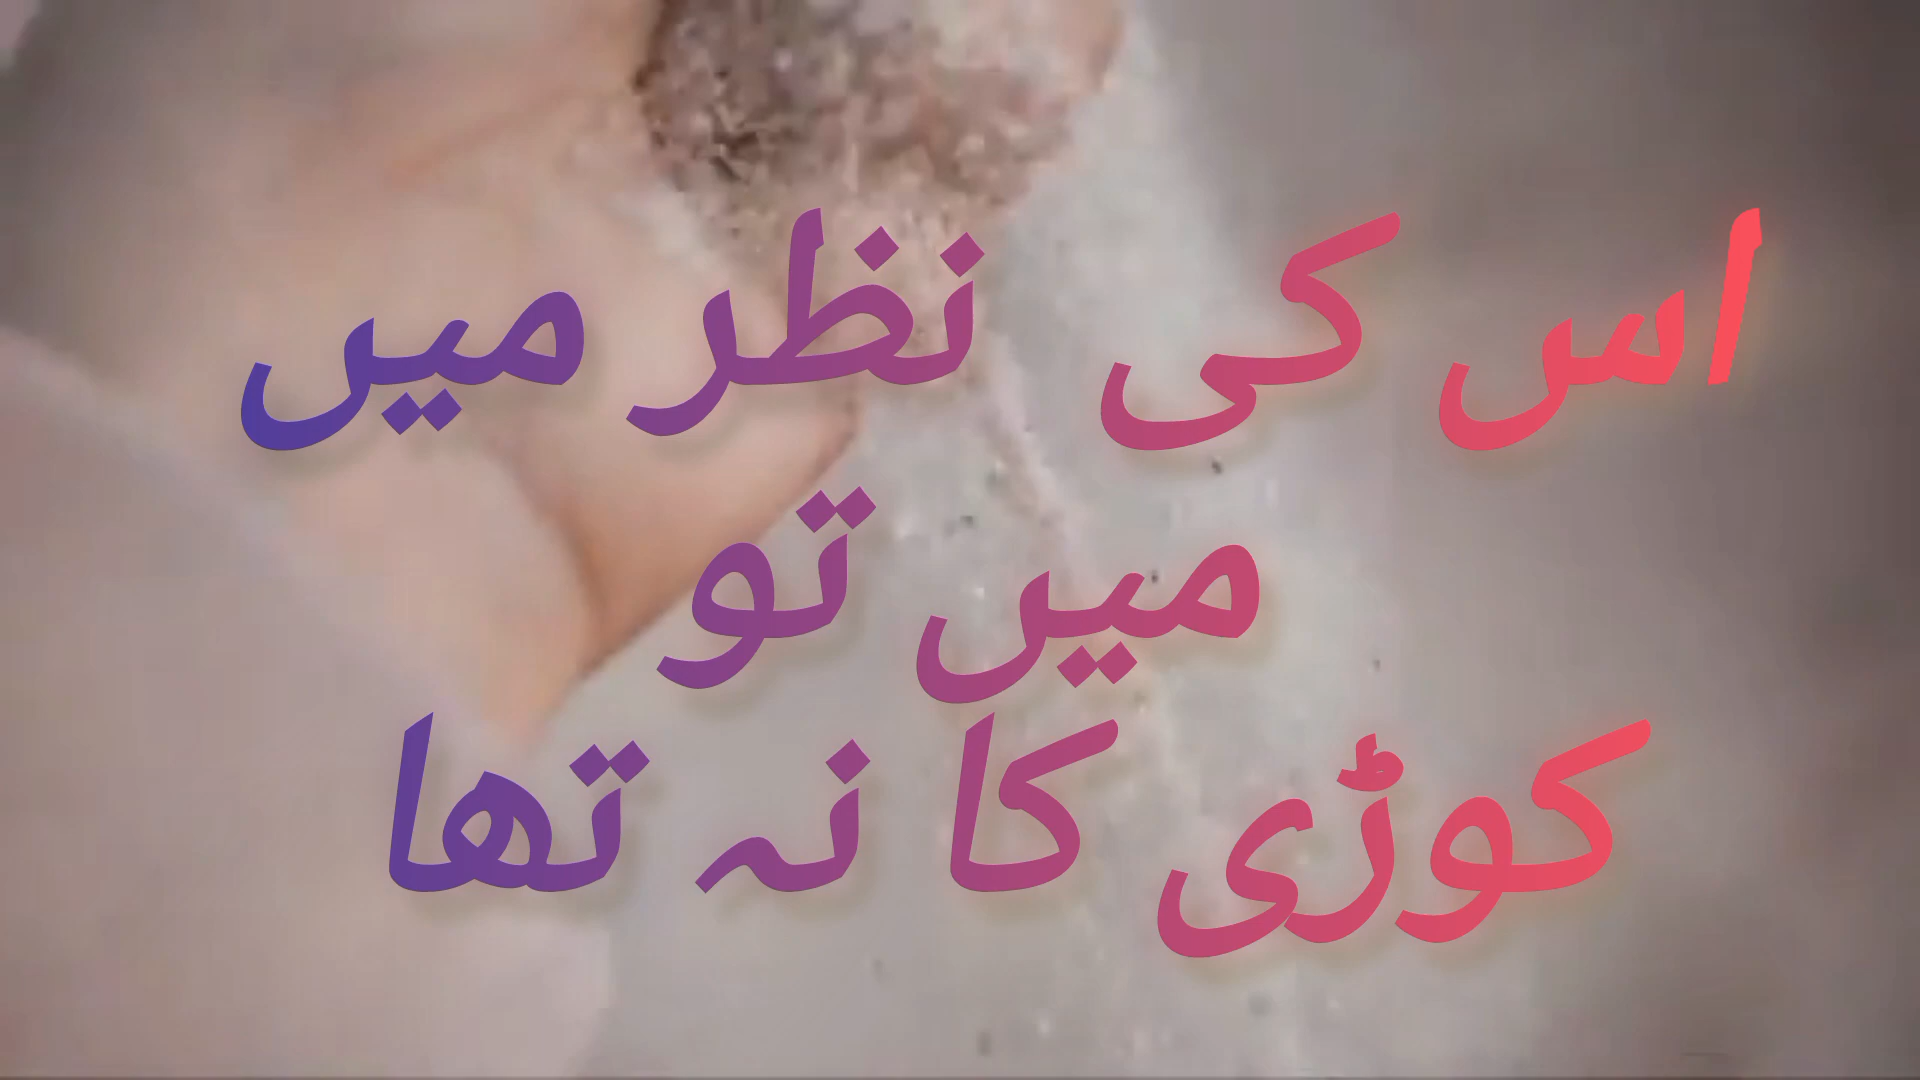 اس کی نظر میں
میں تو
کوڑی کا نہ تھا